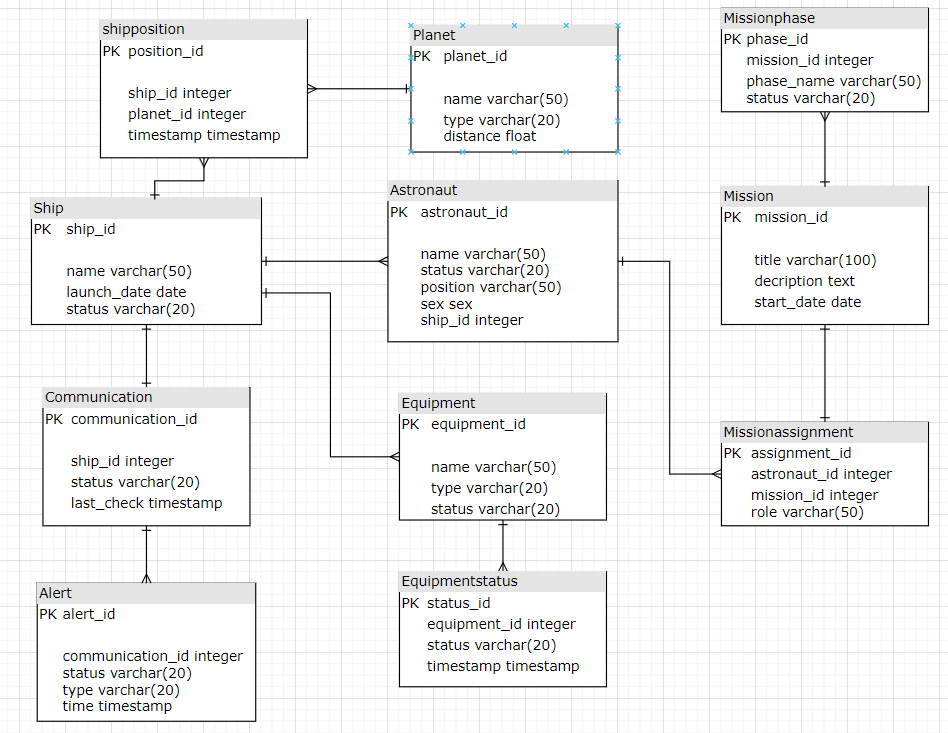 shipposition
PK position_id
ship_id integer
planet_id integer
timestamp timestamp
Planet
PK planet_id
name varchar(50)
type varchar(20)
distance float
Missionphase
PK phase_id
mission_id integer
phase_name varchar(50)
status varchar(20)
Ship
PK ship_id
name varchar(50)
launch_date date
status varchar(20)
Astronaut
PK astronaut_id
name varchar(50)
status varchar(20)
position varchar(50)
sex sex
ship_id integer
Mission
PK mission_id
title varchar(100)
decription text
start_date date
Communication
PK communication_id
ship_id integer
status varchar(20)
last_check timestamp
Equipment
PK equipment_id
name varchar(50)
type varchar(20)
status varchar(20)
Missionassignment
PK assignment_id
astronaut_id integer
mission_id integer
role varchar(50)
Alert
PK alert_id
communication_id integer
status varchar(20)
type varchar(20)
time timestamp
Equipmentstatus
PK status_id
equipment_id integer
status varchar(20)
timestamp timestamp